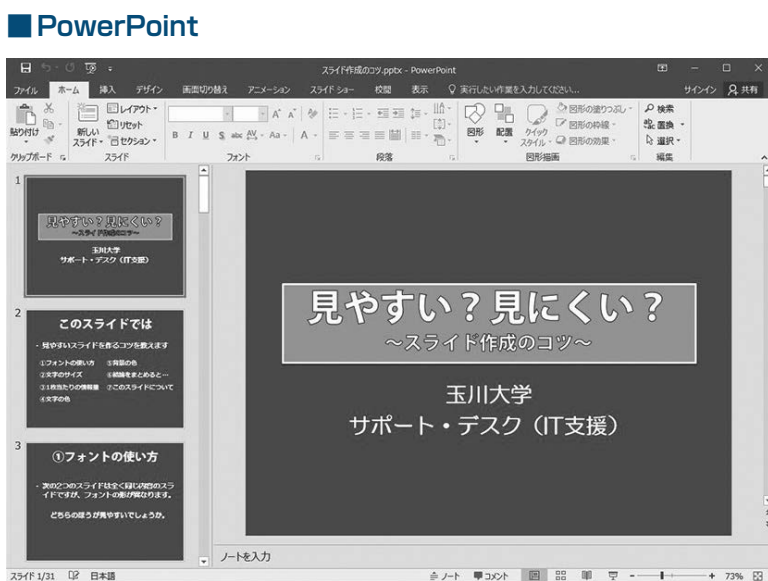 PowerPoint
スライド作成のコツ.pptx - PowerPoint
ファイル ホーム 挿入 デザイン 画面切り替え アニメーション スライド ショー 校閲 表示 実行したい作業を入力してください... サインイン 共有
貼り付け 新しいスライド レイアウト リセット セクション
B I U S abc AV Aa A
図形 配置 クイック スタイル 図形の塗りつぶし 図形の枠線 図形の効果
検索 置換 選択
クリップボード スライド フォント 段落 図形描画 編集
1
見やすい？見にくい？
～スライド作成のコツ～
玉川大学
サポート・デスク（IT支援）
2
このスライドでは
・見やすいスライドを作るコツを教えます
①フォントの使い方 ⑤背景の色
②文字のサイズ ⑥結論をまとめると…
③1枚当たりの情報量 ⑦このスライドについて
④文字の色
3
①フォントの使い方
・次の2つのスライドは全く同じ内容のスラ
イドですが、フォントの形が異なります。
どちらのほうが見やすいでしょうか。
見やすい？見にくい？
～スライド作成のコツ～
玉川大学
サポート・デスク（IT支援）
ノートを入力
スライド 1/31 日本語 ノート コメント 73%